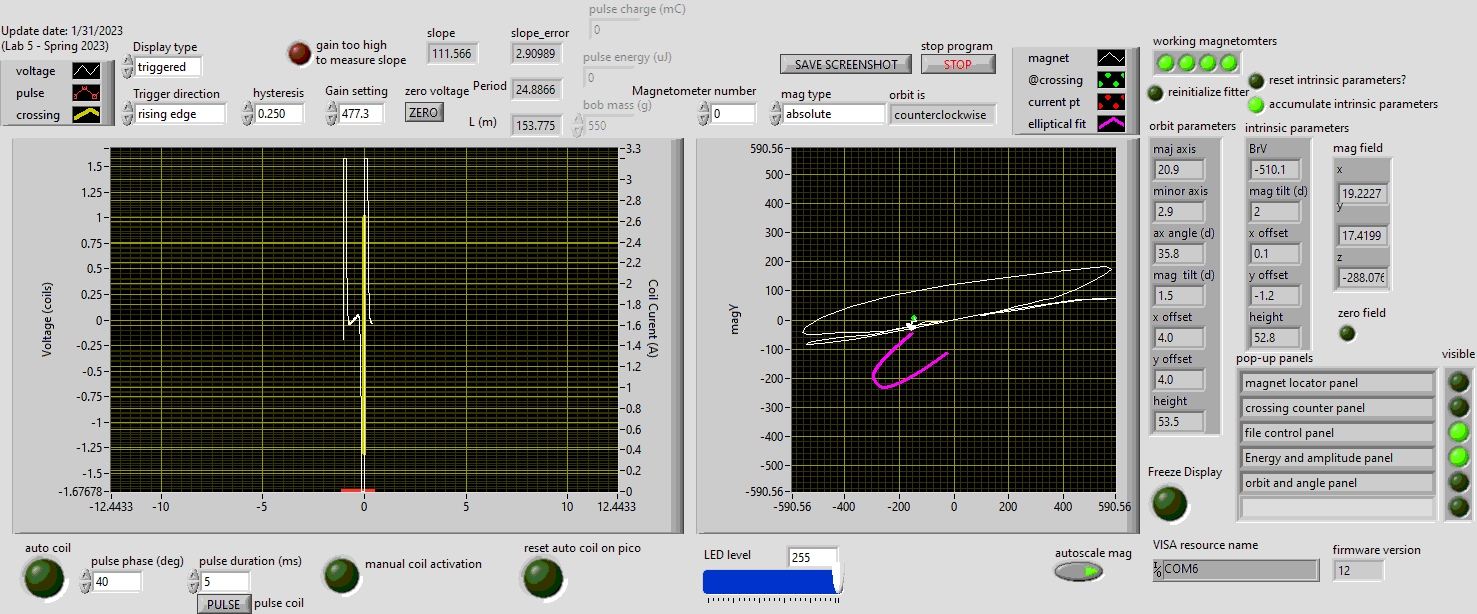 Update date: 1/31/2023
(Lab 5 - Spring 2023)
voltage
pulse
crossing
Display type
triggered
Trigger direction
rising edge
gain too high
to measure slope
hysteresis
0.250
Gain setting
477.3
slope
111.566
slope_error
2.90989
zero voltage
ZERO
Period
24.8866
L (m)
153.775
pulse charge (mC)
0
pulse energy (uJ)
0
bob mass (g)
550
Magnetometer number
0
SAVE SCREENSHOT
stop program
STOP
mag type
absolute
orbit is
counterclockwise
magnet
@crossing
current pt
elliptical fit
working magnetomters
reinitialize fitter
reset intrinsic parameters?
accumulate intrinsic parameters
orbit parameters
maj axis
20.9
minor axis
2.9
ax angle (d)
35.8
mag tilt (d)
1.5
x offset
4.0
y offset
4.0
height
53.5
intrinsic parameters
BrV
-510.1
mag tilt (d)
2
x offset
0.1
y offset
-1.2
height
52.8
mag field
x
19.2227
y
17.4199
z
-288.076
zero field
pop-up panels
visible
magnet locator panel
crossing counter panel
file control panel
Energy and amplitude panel
orbit and angle panel
Voltage (coils)
1.5
1.25
1
0.75
0.5
0.25
0
-0.25
-0.5
-0.75
-1
-1.25
-1.5
-1.67678
Coil Curent (A)
3.3
3
2.8
2.6
2.4
2.2
2
1.8
1.6
1.4
1.2
1
0.8
0.6
0.4
0.2
0
-12.4433
-10
-5
0
5
10
12.4433
magy
590.56
500
400
300
200
100
0
-100
-200
-300
-400
-500
-590.56
-590.56
-400
-200
0
200
400
590.56
Freeze Display
auto coil
pulse phase (deg)
40
pulse duration (ms)
5
PULSE
pulse coil
manual coil activation
reset auto coil on pico
LED level
255
autoscale mag
VISA resource name
I/0
COM6
firmware version
12